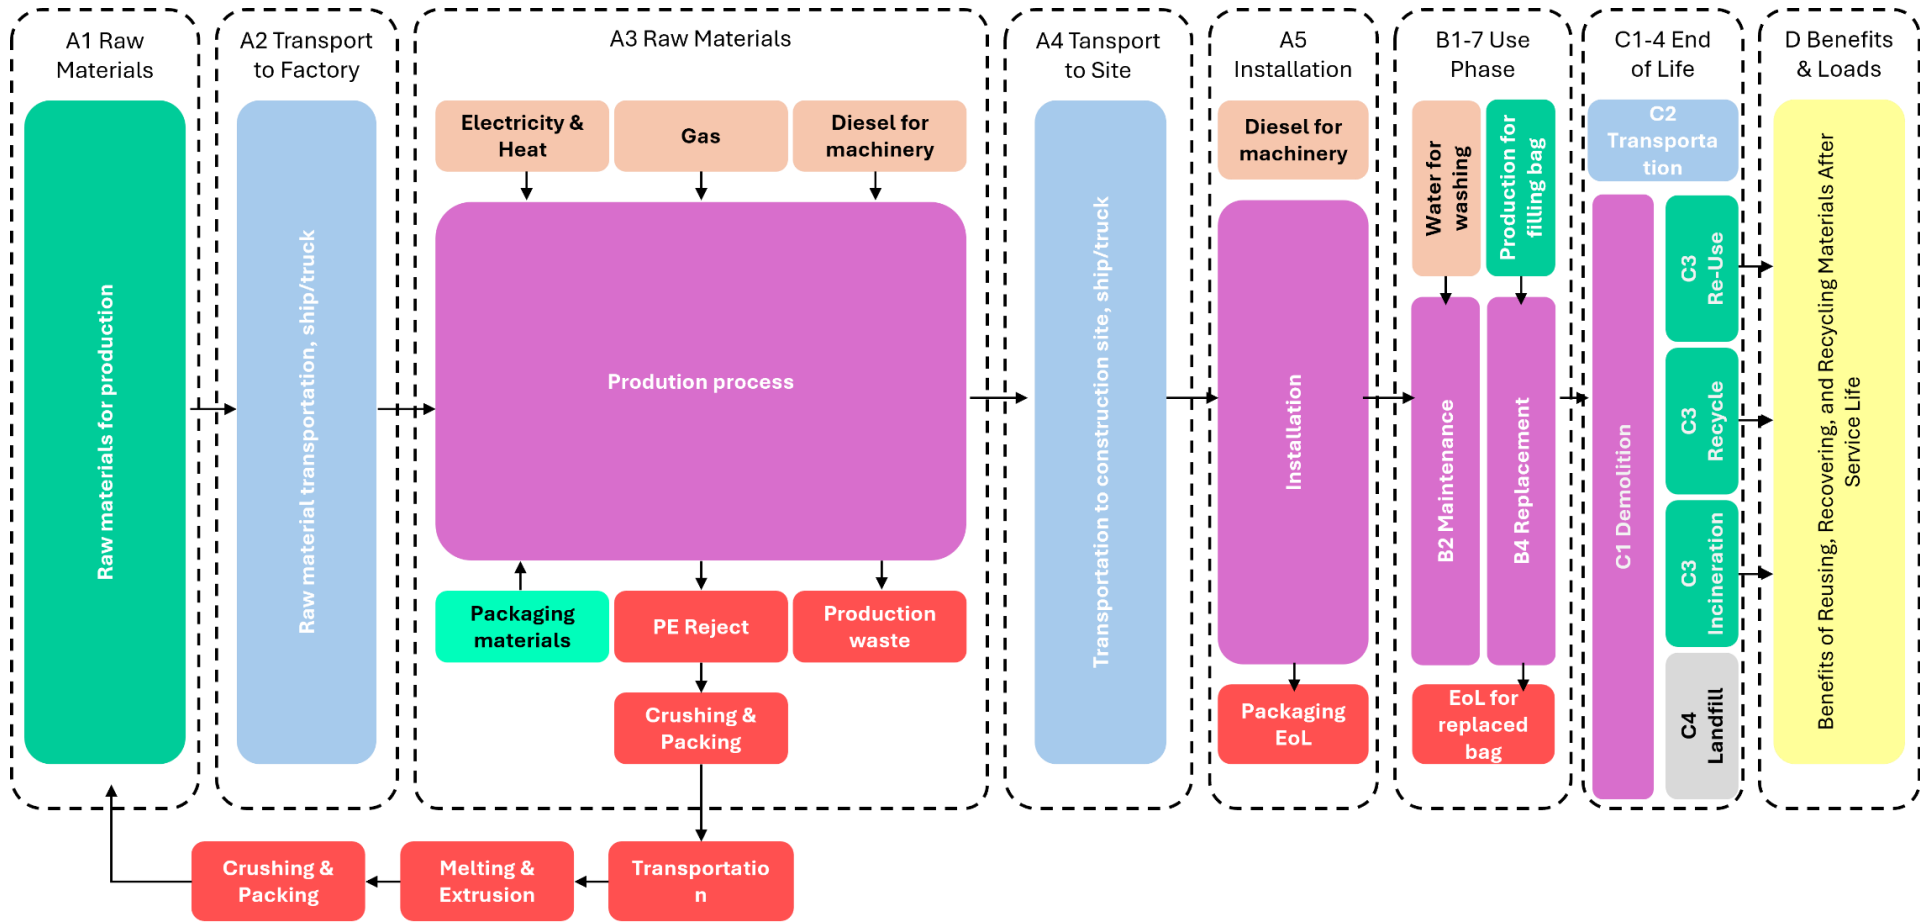 A1 Raw
Materials
Raw materials for production
A2 Transport
to Factory
Raw material transportation, ship/truck
A3 Raw Materials
Electricity &
Heat
Gas
Diesel for
machinery
Prodution process
Packaging
materials
PE Reject
Production
waste
Crushing &
Packing
Transportatio
n
Melting &
Extrusion
Crushing &
Packing
A4 Tansport
to Site
Transportation to construction site, ship/truck
A5
Installation
Diesel for
machinery
Installation
Packaging
EoL
B1-7 Use
Phase
Water for
washing
Production for
filling bag
B2 Maintenance
B4 Replacement
EoL for
replaced
bag
C1-4 End
of Life
C2
Transporta
tion
C1 Demolition
C3
Re-Use
C3
Recycle
C3
Incineration
C4
Landfill
D Benefits
& Loads
Benefits of Reusing, Recovering, and Recycling Materials After
Service Life